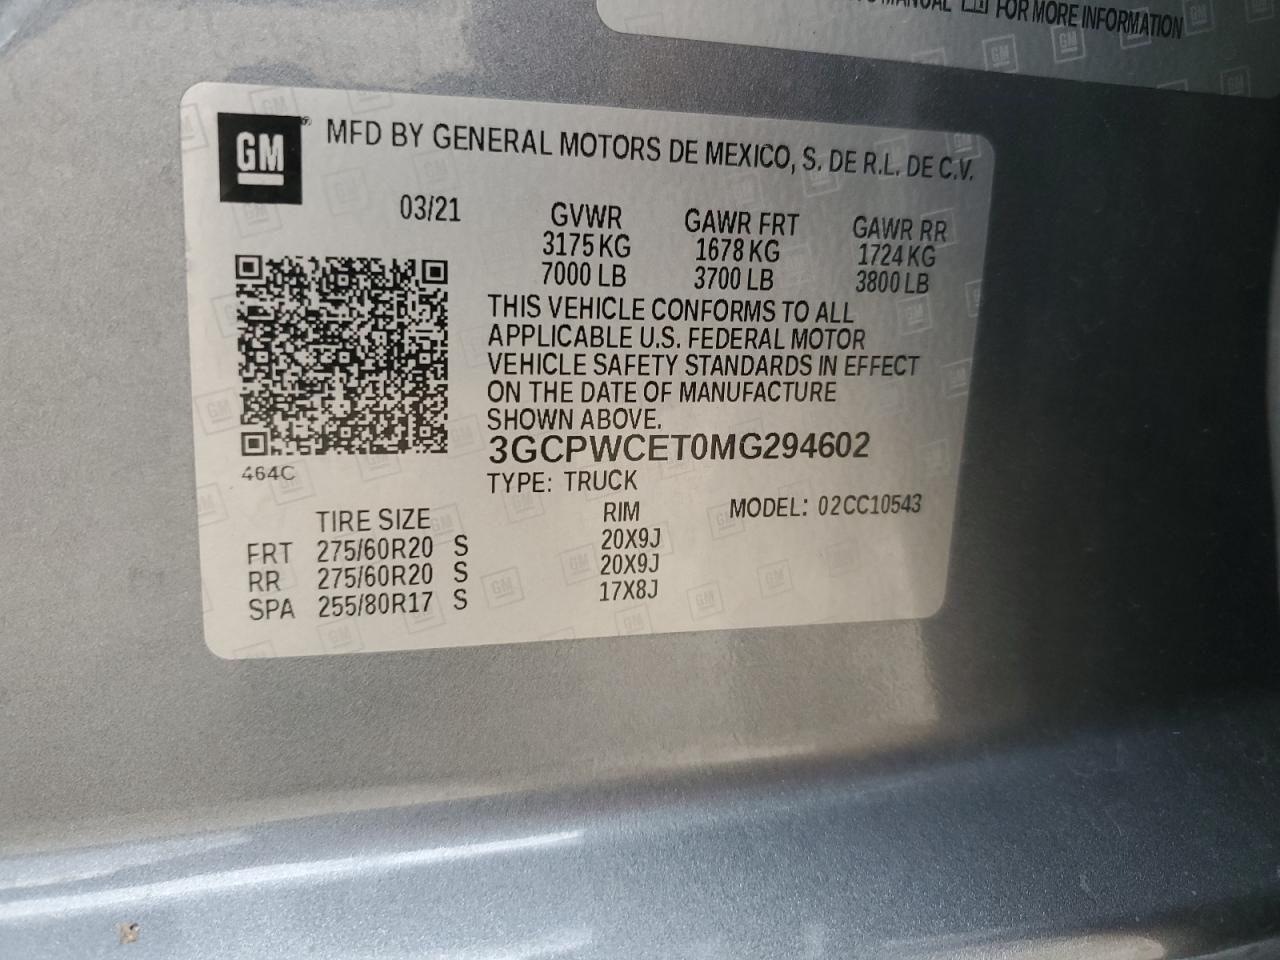 MANUAL FOR MORE INFORMATION
GM
MFD BY GENERAL MOTORS DE MEXICO, S. DE R.L. DE C.V.
03/21
GVWR GAWR FRT GAWR RR
3175 KG 1678 KG 1724 KG
7000 LB 3700 LB 3800 LB
THIS VEHICLE CONFORMS TO ALL
APPLICABLE U.S. FEDERAL MOTOR
VEHICLE SAFETY STANDARDS IN EFFECT
ON THE DATE OF MANUFACTURE
SHOWN ABOVE.
3GCPWCET0MG294602
464C
TYPE: TRUCK
TIRE SIZE RIM MODEL: 02CC10543
FRT 275/60R20 S 20X9J
RR 275/60R20 S 20X9J
SPA 255/80R17 S 17X8J